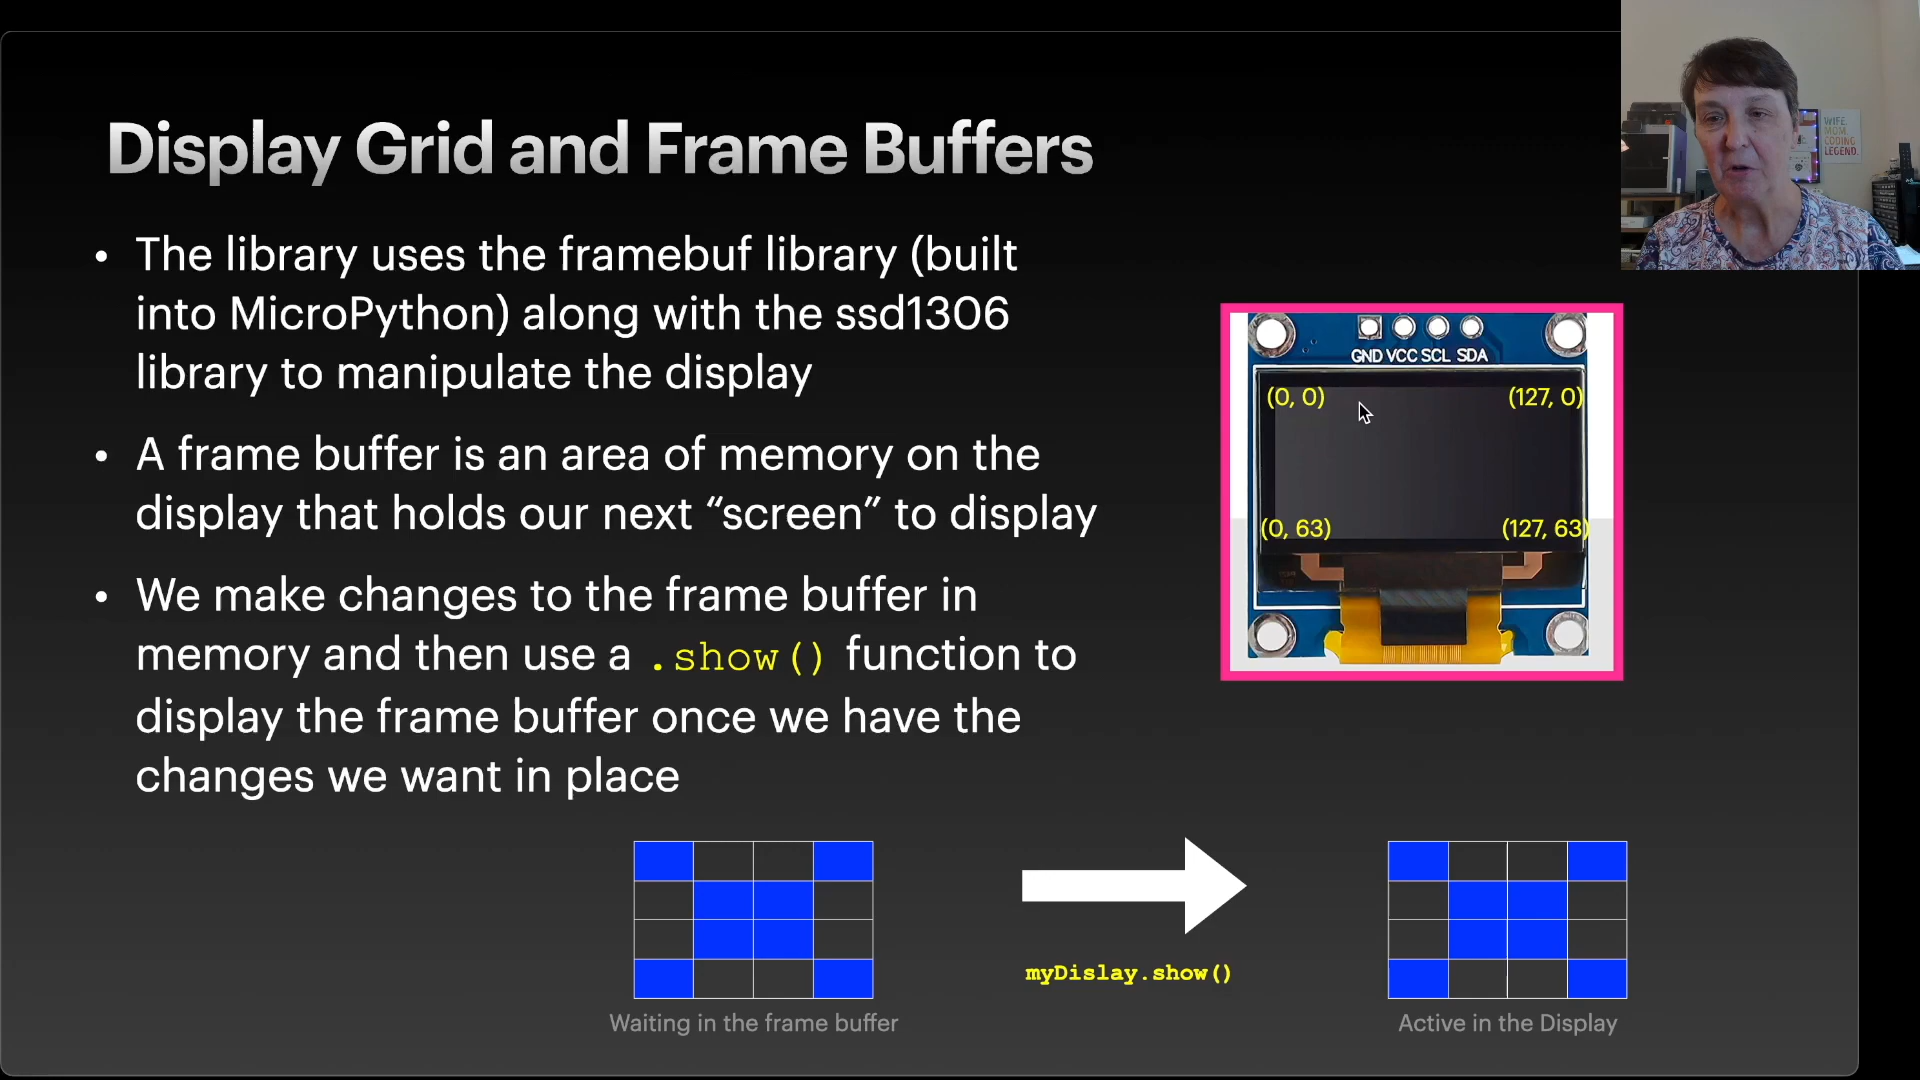 Display Grid and Frame Buffers
• The library uses the framebuf library (built
into MicroPython) along with the ssd1306
library to manipulate the display
• A frame buffer is an area of memory on the
display that holds our next “screen” to display
• We make changes to the frame buffer in
memory and then use a .show() function to
display the frame buffer once we have the
changes we want in place
WIFE.
MOM.
CODING
LEGEND.
GND VCC SCL SDA
(0, 0) (127, 0)
(0, 63) (127, 63)
myDislay.show()
Waiting in the frame buffer
Active in the Display